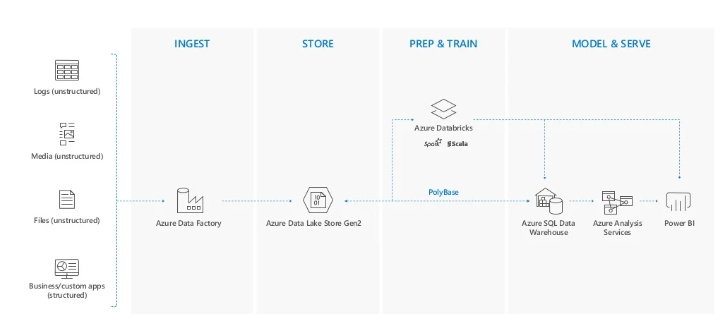 INGEST
STORE
PREP & TRAIN
MODEL & SERVE
Logs (unstructured)
Media (unstructured)
Files (unstructured)
Business/custom apps
(structured)
Azure Data Factory
Azure Data Lake Store Gen2
Azure Databricks
Spark Scala
PolyBase
Azure SQL Data
Warehouse
Azure Analysis
Services
Power BI